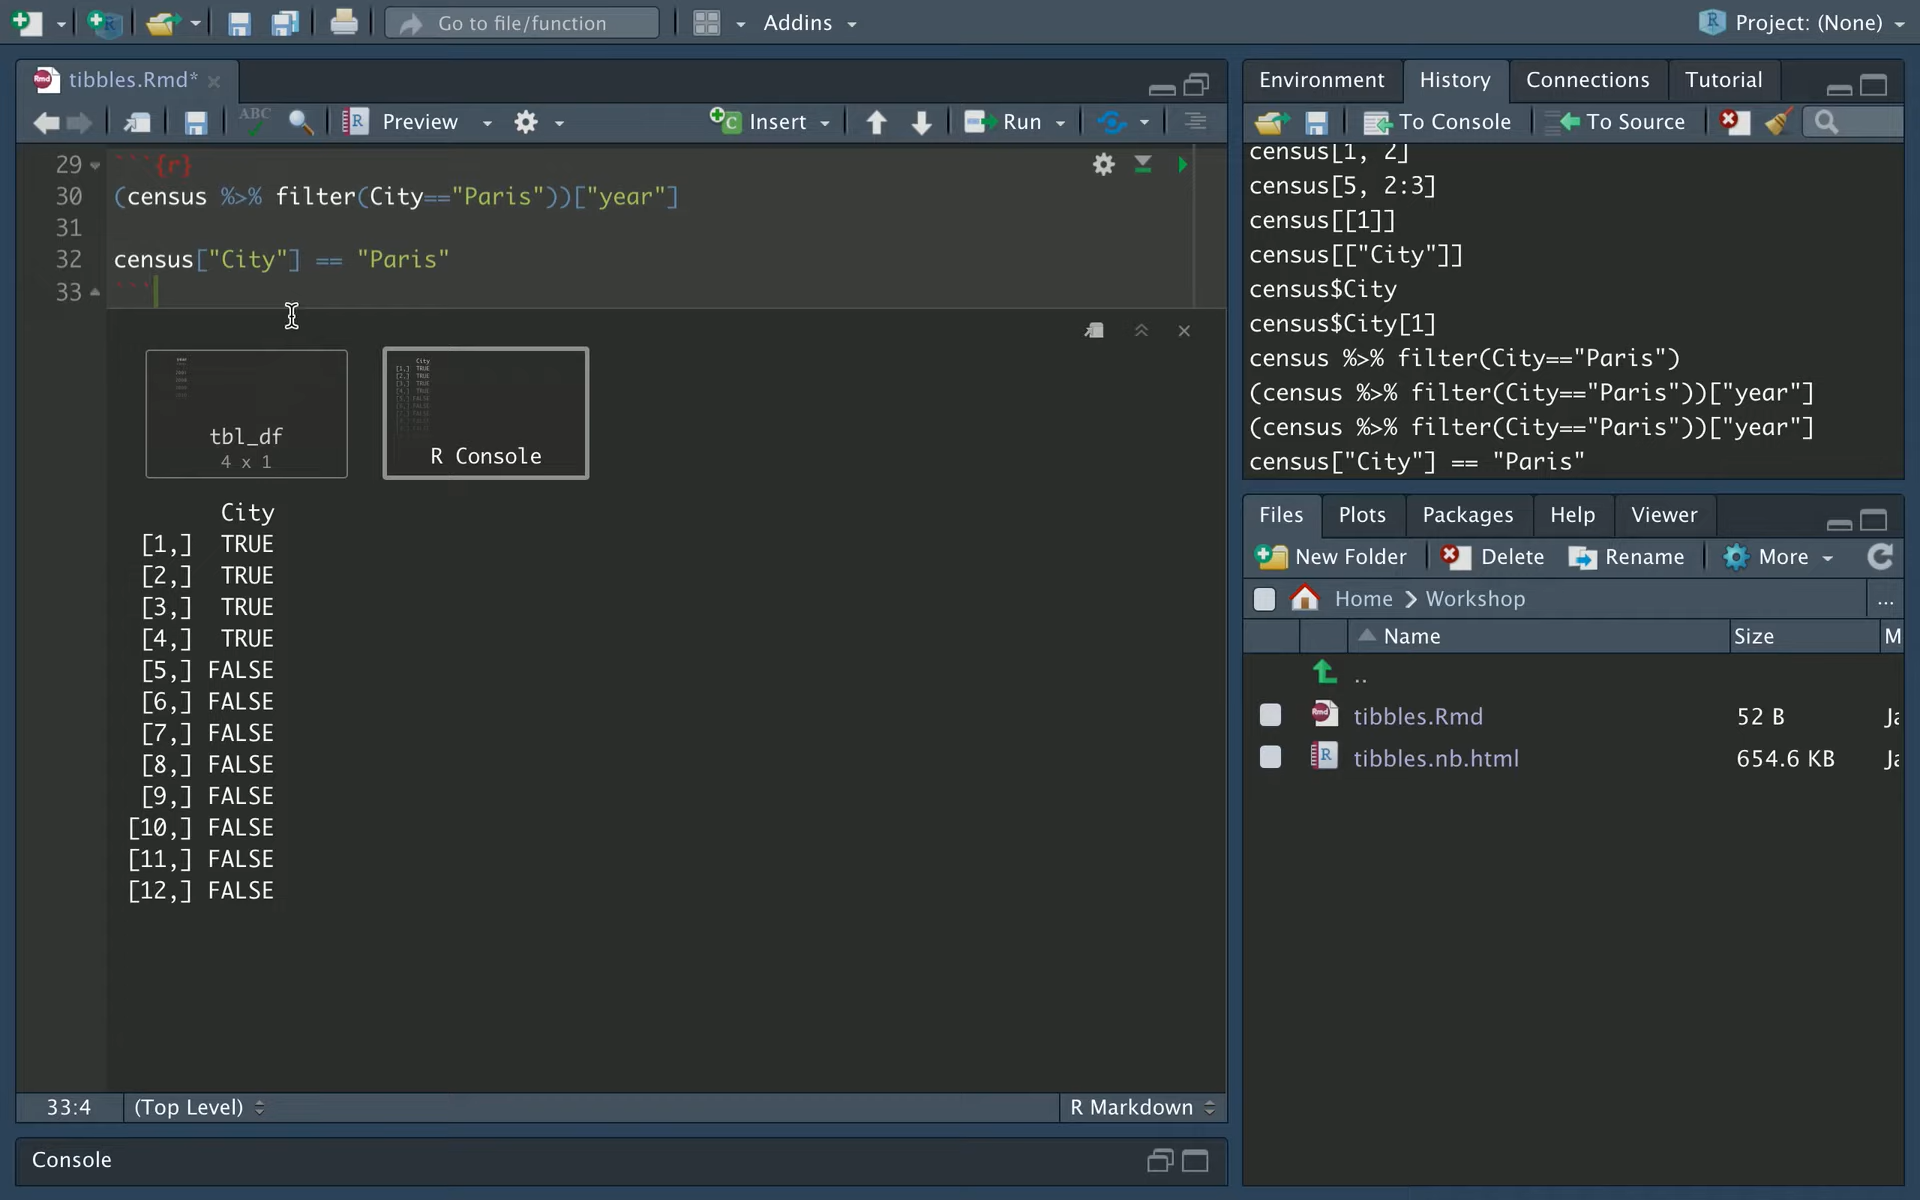 Go to file/function
Addins
Project: (None)
tibbles.Rmd*
ABC
Preview
Insert
Run
29 ```{r}
30 (census %>% filter(City=="Paris"))["year"]
31
32 census["City"] == "Paris"
33 ```
tbl_df
4 x 1
R Console
City
[1,] TRUE
[2,] TRUE
[3,] TRUE
[4,] TRUE
[5,] FALSE
[6,] FALSE
[7,] FALSE
[8,] FALSE
[9,] FALSE
[10,] FALSE
[11,] FALSE
[12,] FALSE
33:4 (Top Level) R Markdown
Console
Environment History Connections Tutorial
To Console To Source
census[1, 2]
census[5, 2:3]
census[[1]]
census[["City"]]
census$City
census$City[1]
census %>% filter(City=="Paris")
(census %>% filter(City=="Paris"))["year"]
(census %>% filter(City=="Paris"))["year"]
census["City"] == "Paris"
Files Plots Packages Help Viewer
New Folder Delete Rename More
Home Workshop ...
Name Size M
..
tibbles.Rmd 52 B Ja
tibbles.nb.html 654.6 KB Ja